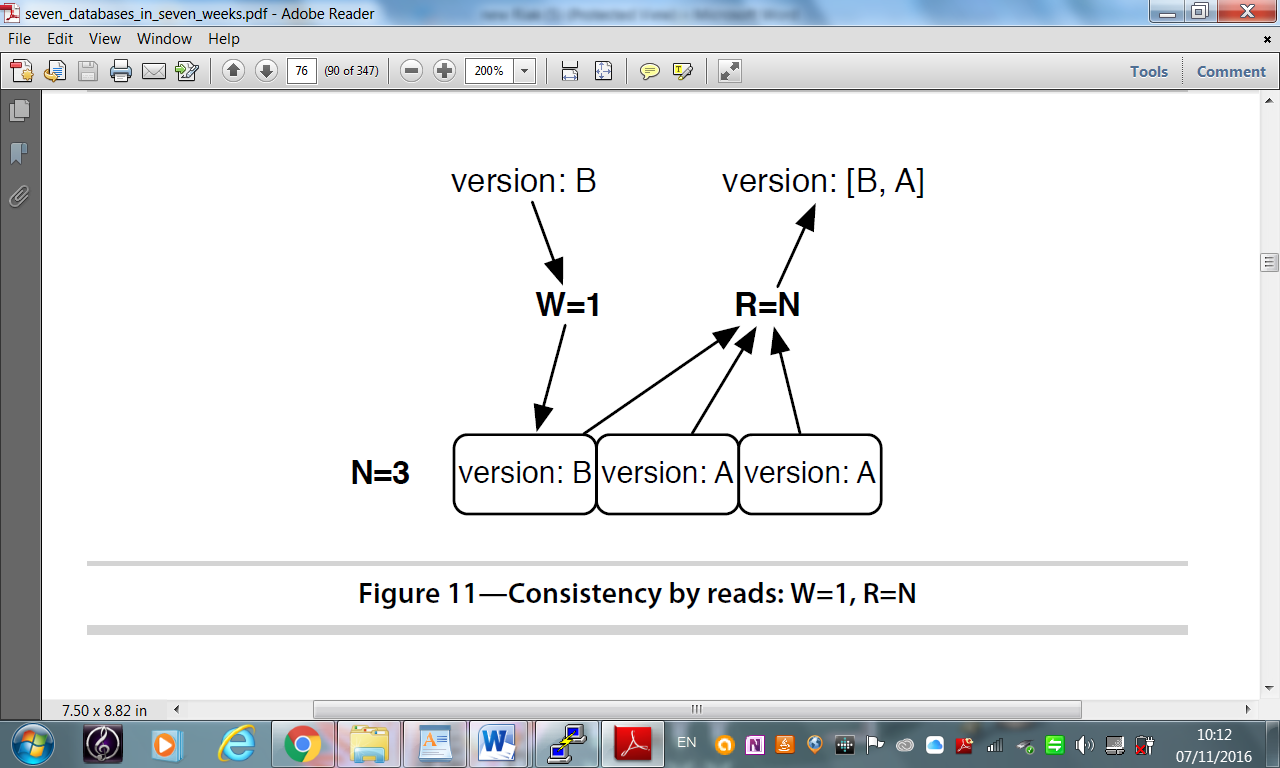 seven_databases_in_seven_weeks.pdf - Adobe Reader
File Edit View Window Help
76 (90 of 347) 200% Tools Comment
version: B version: [B, A]
W=1 R=N
N=3 version: B version: A version: A
Figure 11—Consistency by reads: W=1, R=N
7.50 x 8.82 in
EN 10:12
07/11/2016